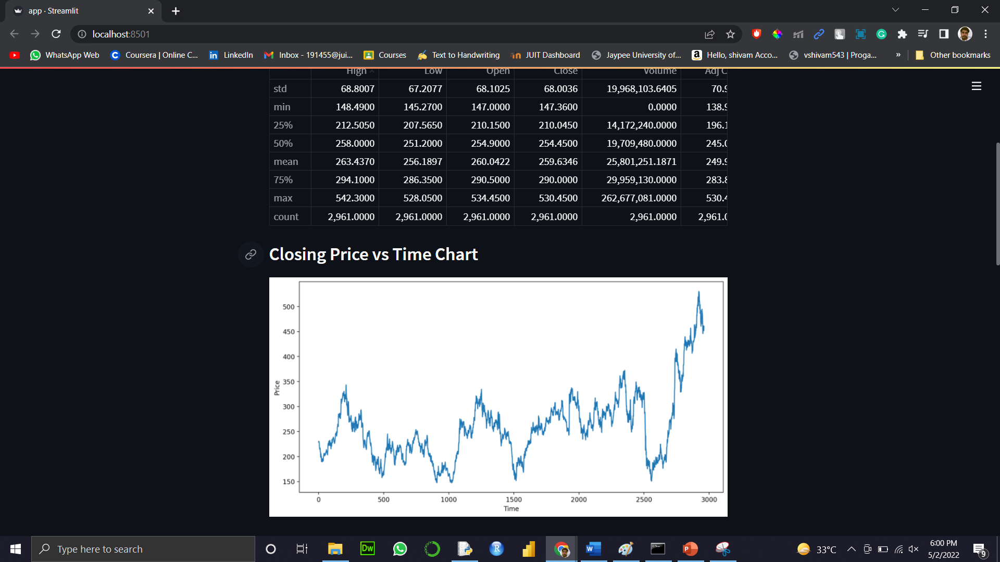 app · Streamlit
localhost:8501
WhatsApp Web Coursera | Online C... LinkedIn Inbox - 191455@jui... Courses Text to Handwriting JUIT Dashboard Jaypee University of... Hello, shivam Acco... vshivam543 | Proga... » Other bookmarks
High Low Open Close Volume Adj C
std 68.8007 67.2077 68.1025 68.0036 19,968,103.6405 70.9
min 148.4900 145.2700 147.0000 147.3600 0.0000 138.9
25% 212.5050 207.5650 210.1500 210.0450 14,172,240.0000 196.1
50% 258.0000 251.2000 254.9000 254.4500 19,709,480.0000 245.0
mean 263.4370 256.1897 260.0422 259.6346 25,801,251.1871 249.9
75% 294.1000 286.3500 290.5000 290.0000 29,959,130.0000 283.8
max 542.3000 528.0500 534.4500 530.4500 262,677,081.0000 530.4
count 2,961.0000 2,961.0000 2,961.0000 2,961.0000 2,961.0000 2,961.0
Closing Price vs Time Chart
500
450
400
350
300
250
200
150
Price
0 500 1000 1500 2000 2500 3000
Time
Type here to search
Dw
R
W
P
33°C
6:00 PM
5/2/2022
9